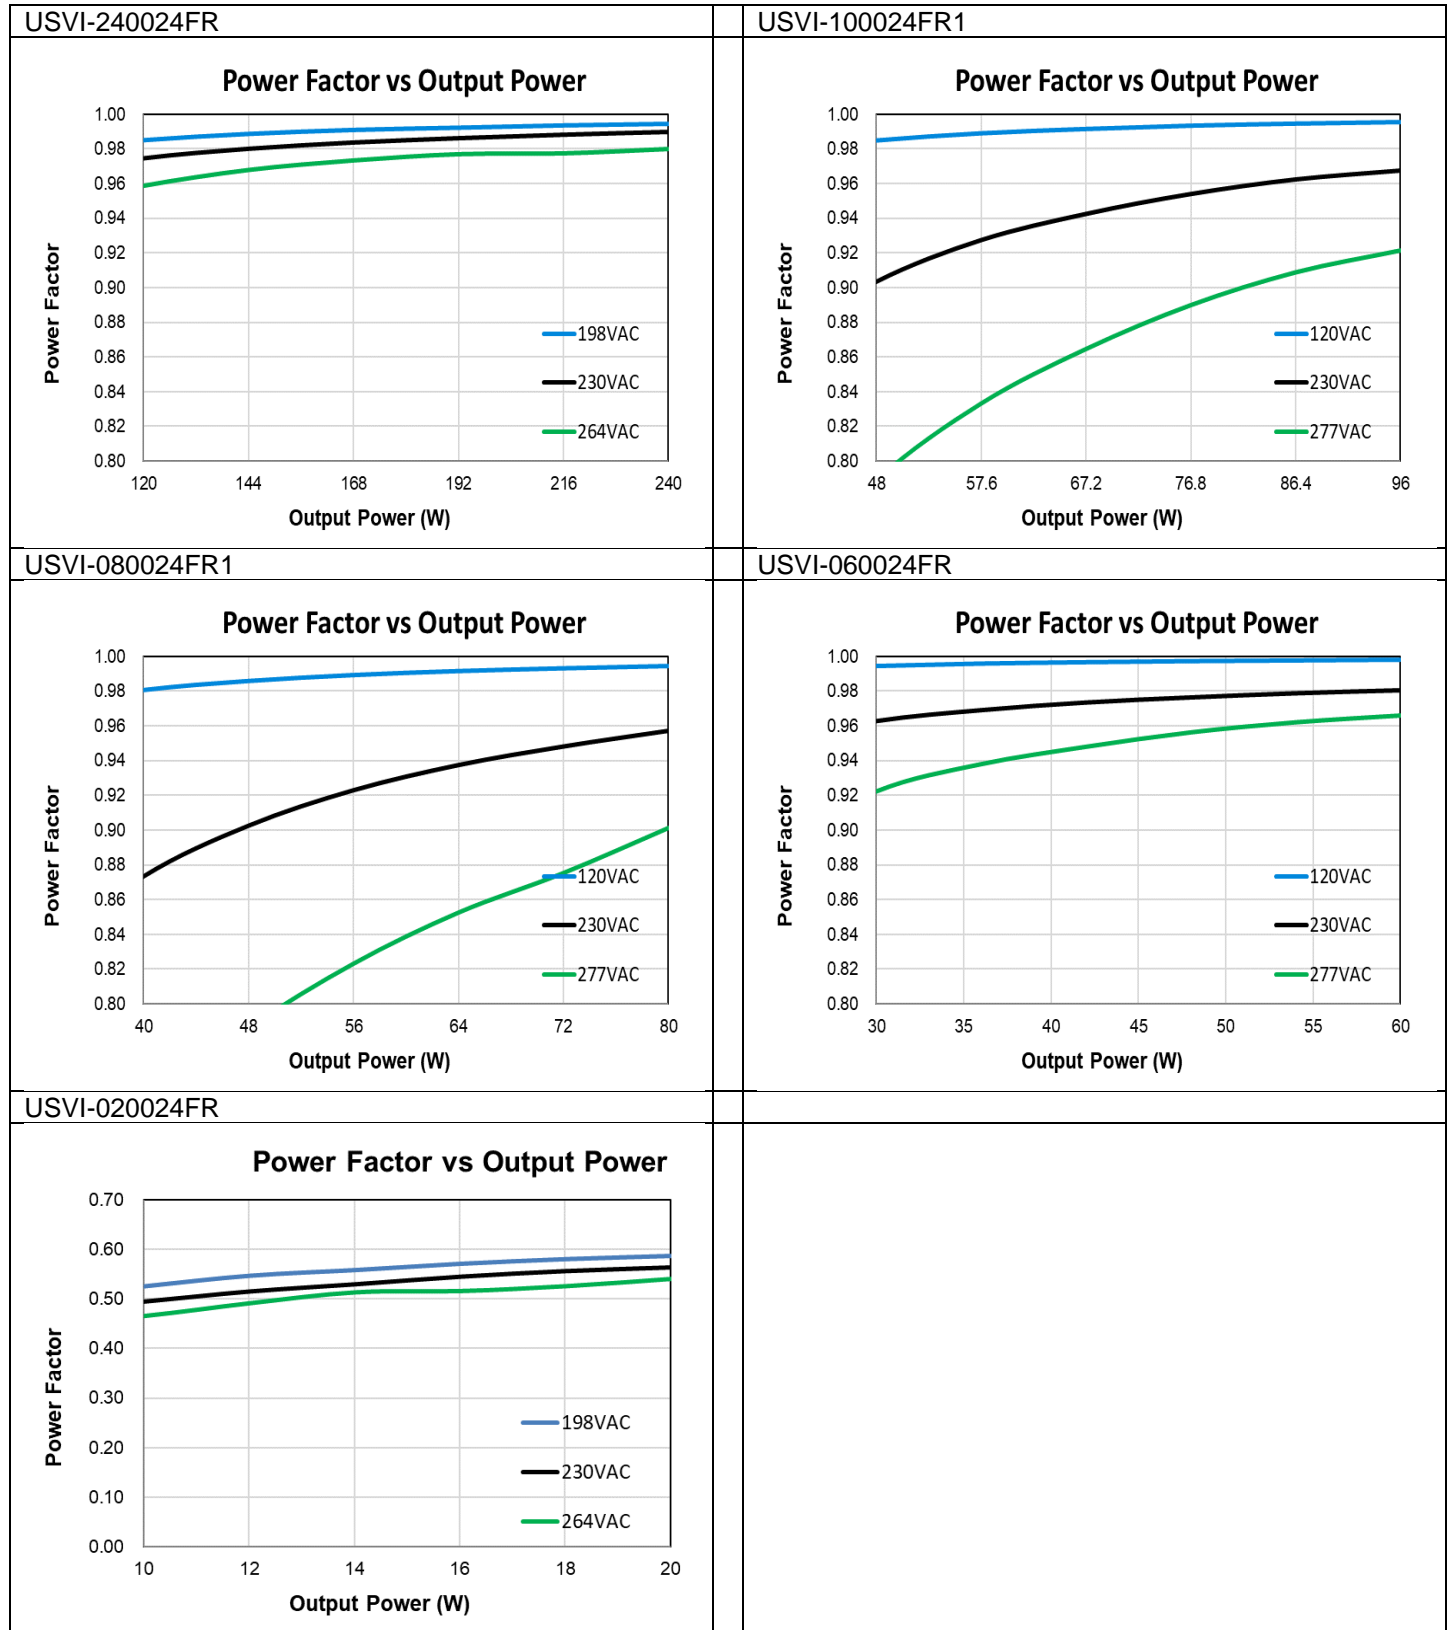 USVI-240024FR
Power Factor vs Output Power
Power Factor
1.00
0.98
0.96
0.94
0.92
0.90
0.88
0.86
0.84
0.82
0.80
198VAC
230VAC
264VAC
120 144 168 192 216 240
Output Power (W)
USVI-100024FR1
Power Factor vs Output Power
Power Factor
1.00
0.98
0.96
0.94
0.92
0.90
0.88
0.86
0.84
0.82
0.80
120VAC
230VAC
277VAC
48 57.6 67.2 76.8 86.4 96
Output Power (W)
USVI-080024FR1
Power Factor vs Output Power
Power Factor
1.00
0.98
0.96
0.94
0.92
0.90
0.88
0.86
0.84
0.82
0.80
120VAC
230VAC
277VAC
40 48 56 64 72 80
Output Power (W)
USVI-060024FR
Power Factor vs Output Power
Power Factor
1.00
0.98
0.96
0.94
0.92
0.90
0.88
0.86
0.84
0.82
0.80
120VAC
230VAC
277VAC
30 35 40 45 50 55 60
Output Power (W)
USVI-020024FR
Power Factor vs Output Power
Power Factor
0.70
0.60
0.50
0.40
0.30
0.20
0.10
0.00
198VAC
230VAC
264VAC
10 12 14 16 18 20
Output Power (W)